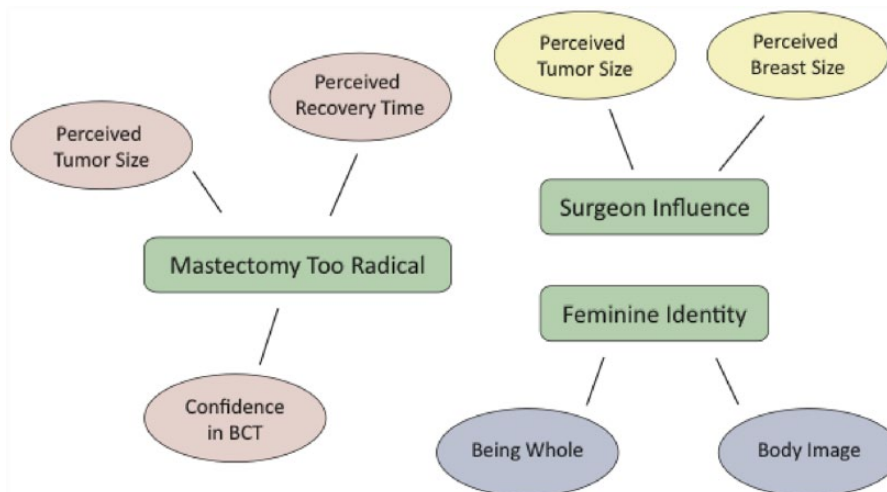 Perceived
Tumor Size
Perceived
Recovery Time
Mastectomy Too Radical
Confidence
in BCT
Perceived
Tumor Size
Perceived
Breast Size
Surgeon Influence
Feminine Identity
Being Whole
Body Image